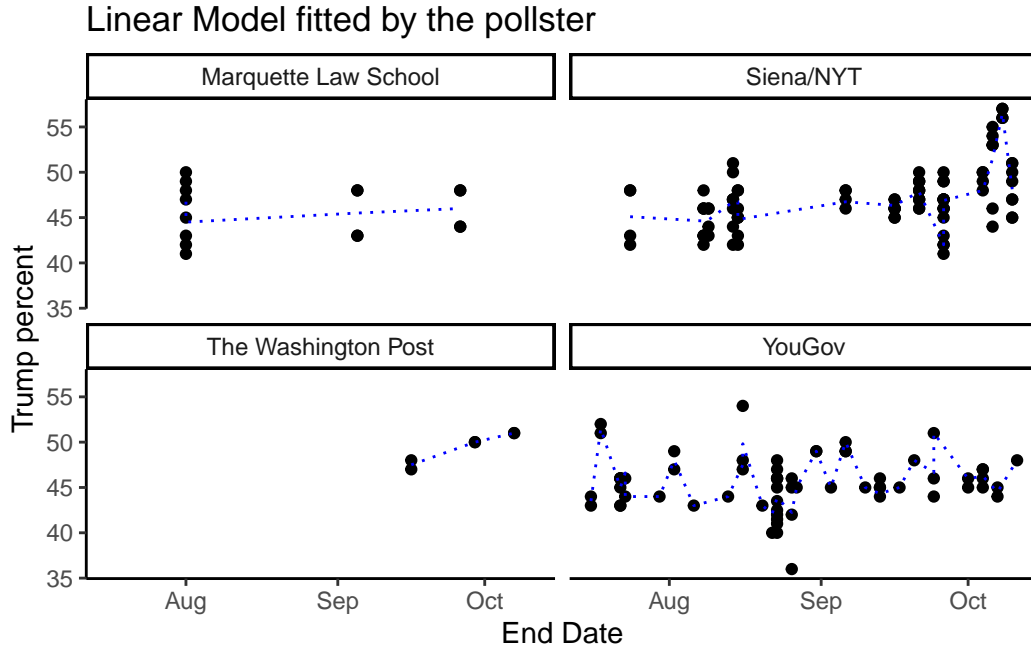 Linear Model fitted by the pollster
Marquette Law School
Siena/NYT
55
50
45
40
35
The Washington Post
YouGov
55
50
45
40
35
Trump percent
Aug
Sep
Oct
Aug
Sep
Oct
End Date